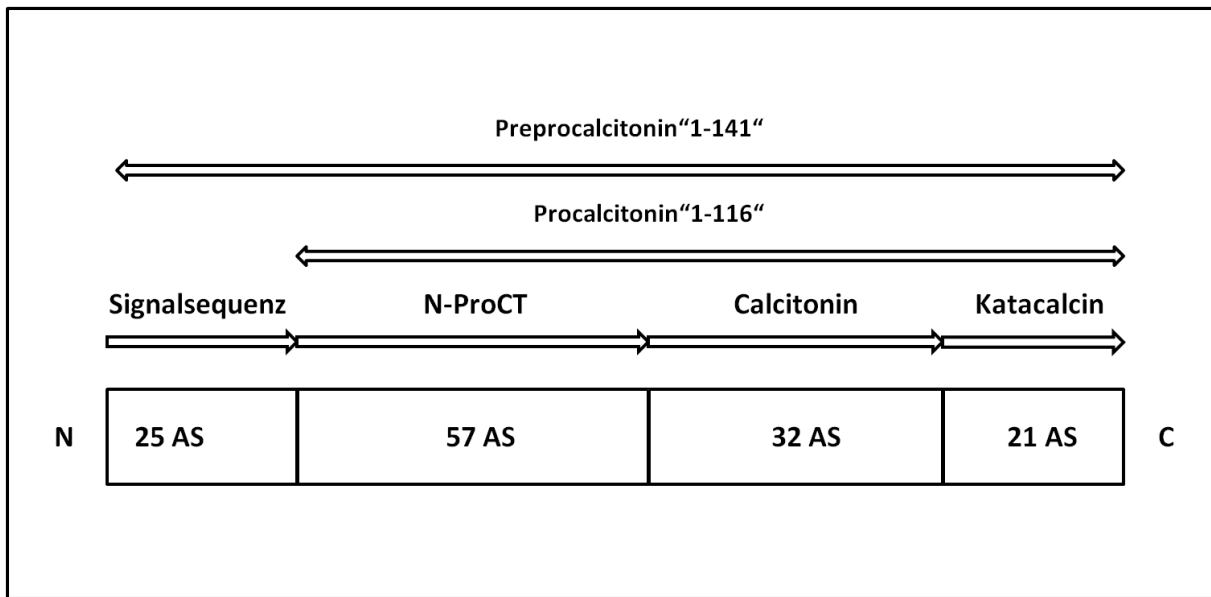 Preprocalcitonin“1-141“
Procalcitonin“1-116“
Signalsequenz N-ProCT Calcitonin Katacalcin
N 25 AS 57 AS 32 AS 21 AS C